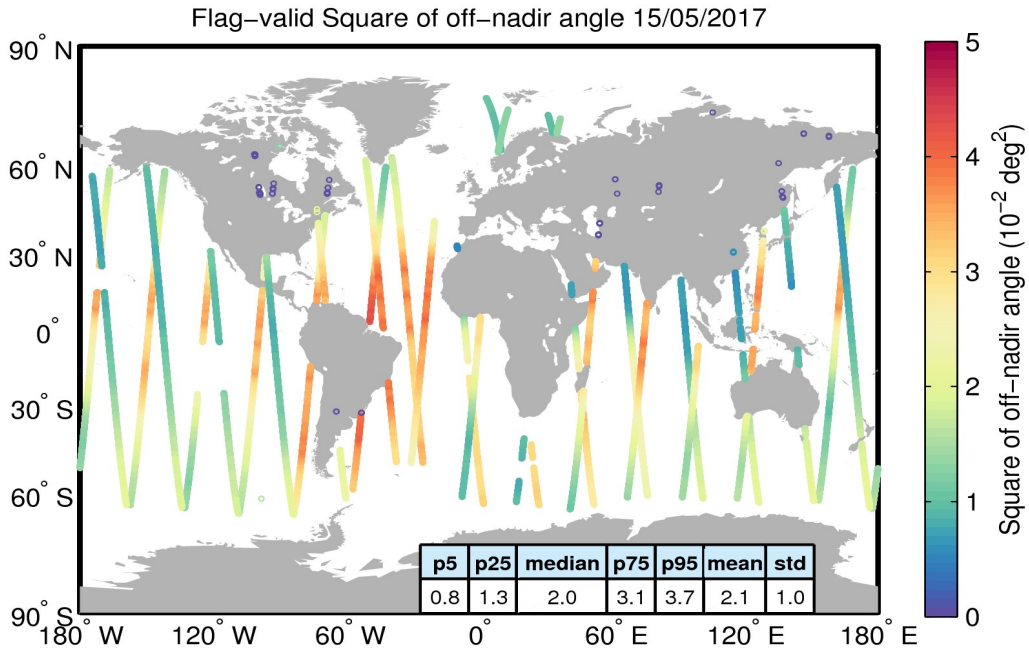 Flag−valid Square of off−nadir angle 15/05/2017
90° N
60° N
30° N
0°
30° S
60° S
90° S
180° W
120° W
60° W
0°
60° E
120° E
180° E
p5 p25 median p75 p95 mean std
0.8 1.3 2.0 3.1 3.7 2.1 1.0
5
4
3
2
1
0
Square of off−nadir angle (10⁻² deg²)